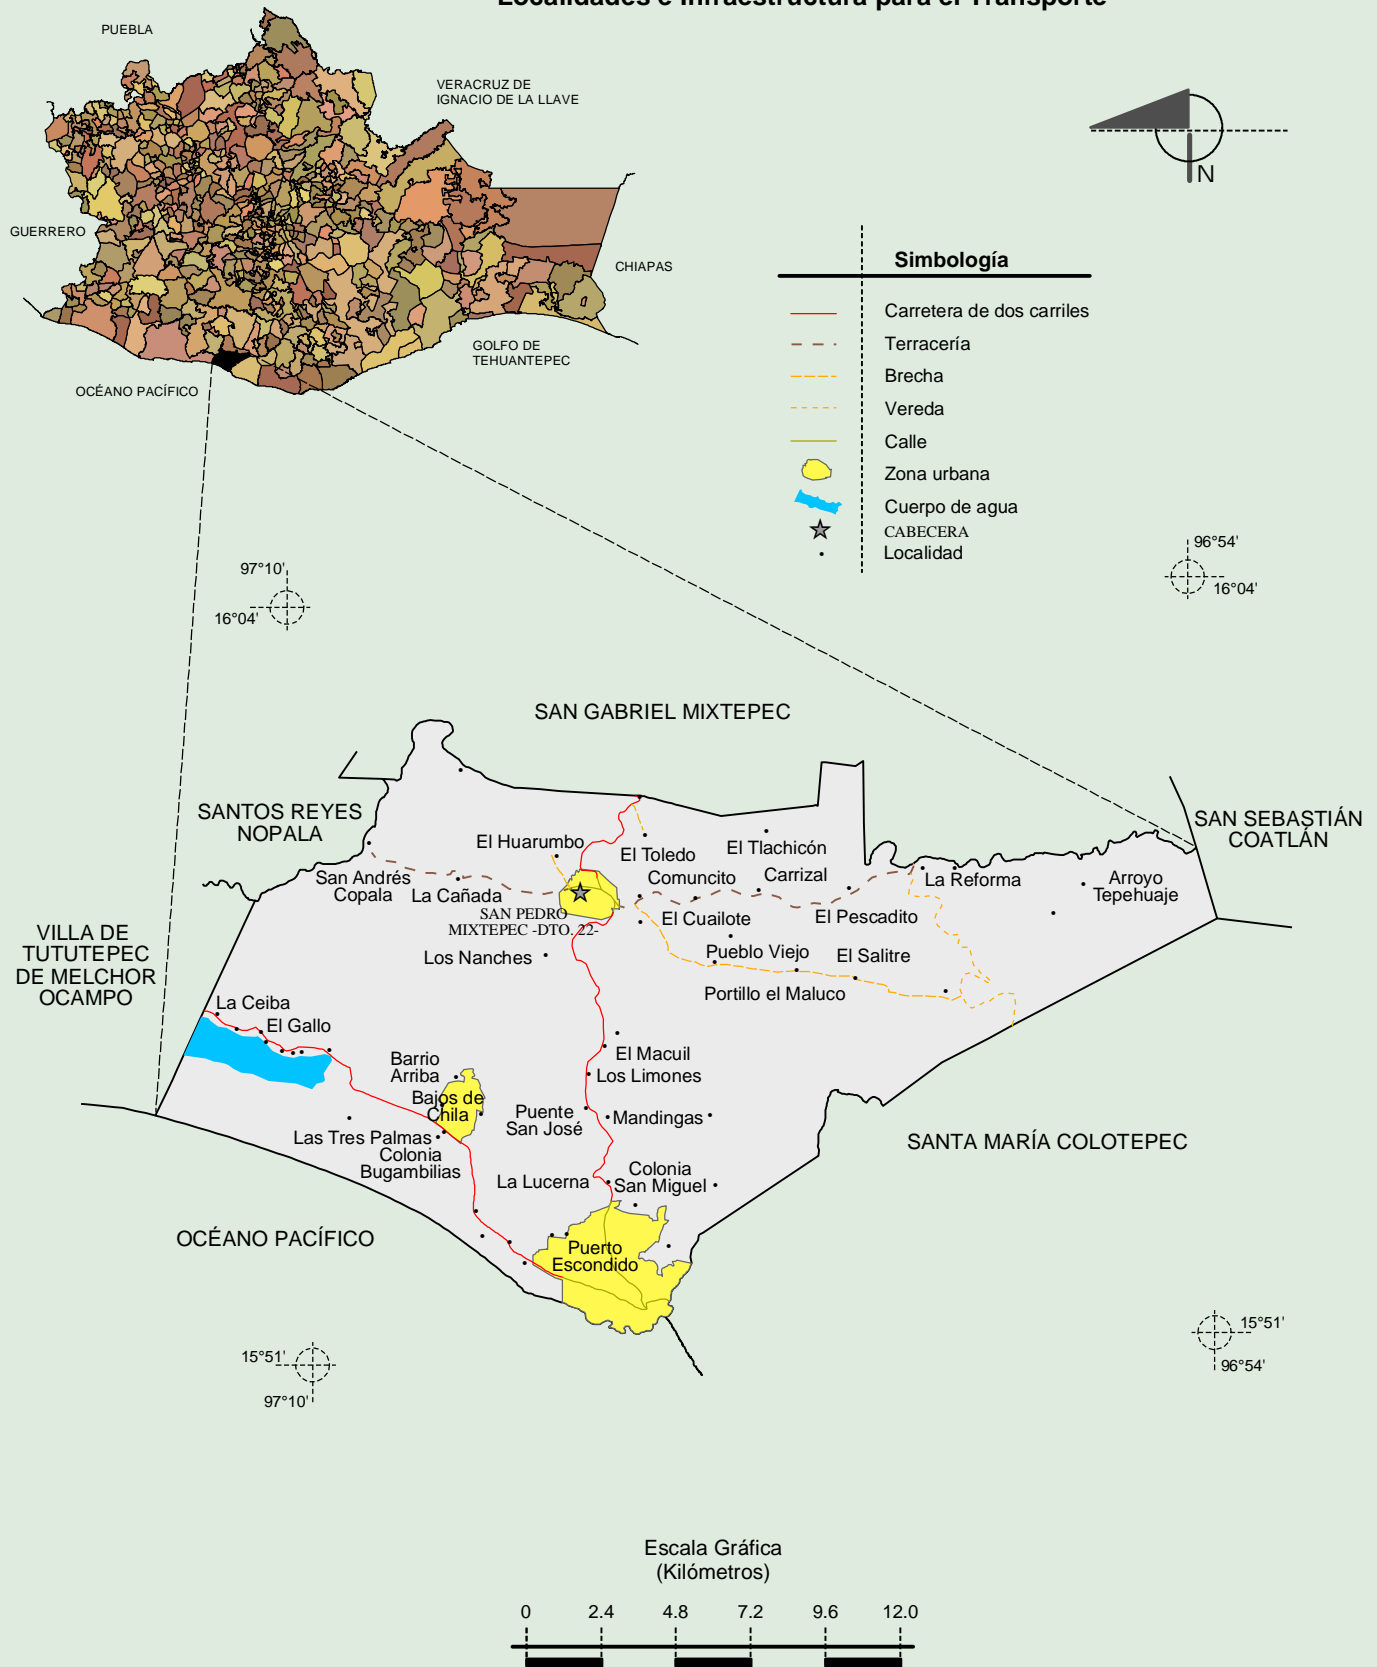 Localidades e Infraestructura para el Transporte
PUEBLA
VERACRUZ DE
IGNACIO DE LA LLAVE
GUERRERO
CHIAPAS
GOLFO DE
TEHUANTEPEC
OCÉANO PACÍFICO
N
Simbología
Carretera de dos carriles
Terracería
Brecha
Vereda
Calle
Zona urbana
Cuerpo de agua
CABECERA
Localidad
97°10'
16°04'
96°54'
16°04'
SAN GABRIEL MIXTEPEC
SANTOS REYES
NOPALA
SAN SEBASTIÁN
COATLÁN
El Huarumbo
El Toledo
El Tlachicón
San Andrés
Copala
La Cañada
Comuncito
Carrizal
La Reforma
Arroyo
Tepehuaje
SAN PEDRO
MIXTEPEC -DTO. 22-
El Cuailote
El Pescadito
VILLA DE
TUTUTEPEC
DE MELCHOR
OCAMPO
Los Nanches
Pueblo Viejo
El Salitre
Portillo el Maluco
La Ceiba
El Gallo
Barrio
Arriba
El Macuil
Los Limones
Bajos de
Chila
Puente
San José
Mandingas
Las Tres Palmas
Colonia
Bugambilias
SANTA MARÍA COLOTEPEC
La Lucerna
Colonia
San Miguel
OCÉANO PACÍFICO
Puerto
Escondido
15°51'
97°10'
15°51'
96°54'
Escala Gráfica
(Kilómetros)
0 2.4 4.8 7.2 9.6 12.0